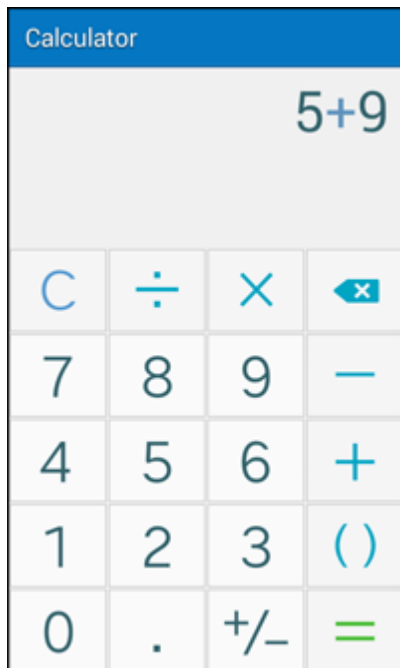 Calculator
5+9
C ÷ ×
7 8 9 −
4 5 6 +
1 2 3 ( )
0 . +/− =